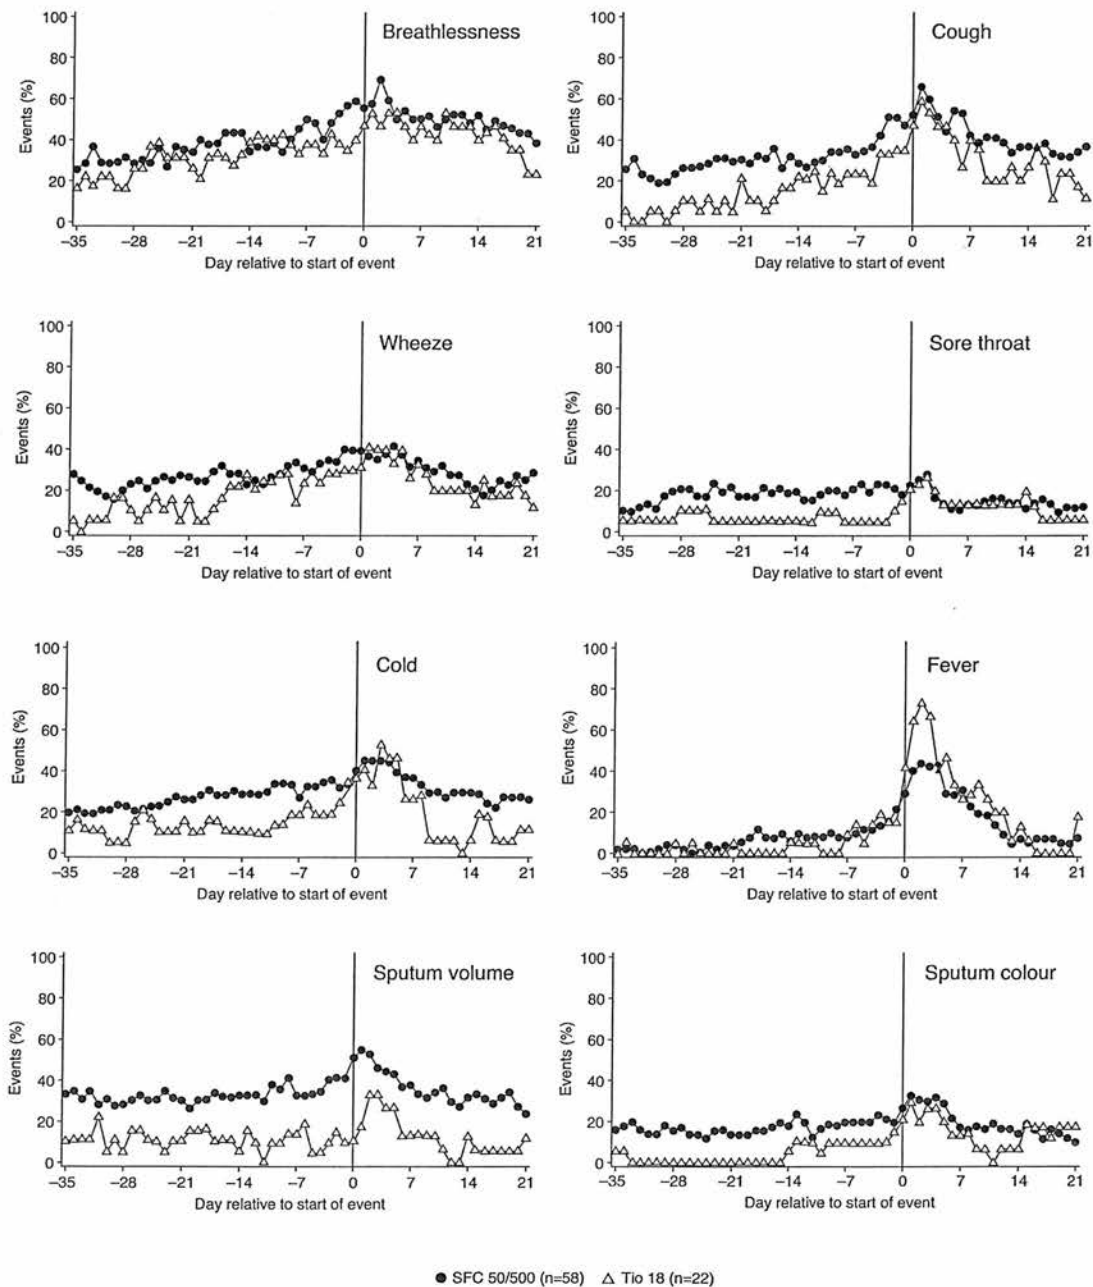 Breathlessness
Events (%)
100
80
60
40
20
0
−35 −28 −21 −14 −7 0 7 14 21
Day relative to start of event
Cough
Events (%)
100
80
60
40
20
0
−35 −28 −21 −14 −7 0 7 14 21
Day relative to start of event
Wheeze
Events (%)
100
80
60
40
20
0
−35 −28 −21 −14 −7 0 7 14 21
Day relative to start of event
Sore throat
Events (%)
100
80
60
40
20
0
−35 −28 −21 −14 −7 0 7 14 21
Day relative to start of event
Cold
Events (%)
100
80
60
40
20
0
−35 −28 −21 −14 −7 0 7 14 21
Day relative to start of event
Fever
Events (%)
100
80
60
40
20
0
−35 −28 −21 −14 −7 0 7 14 21
Day relative to start of event
Sputum volume
Events (%)
100
80
60
40
20
0
−35 −28 −21 −14 −7 0 7 14 21
Day relative to start of event
Sputum colour
Events (%)
100
80
60
40
20
0
−35 −28 −21 −14 −7 0 7 14 21
Day relative to start of event
SFC 50/500 (n=58) Tio 18 (n=22)